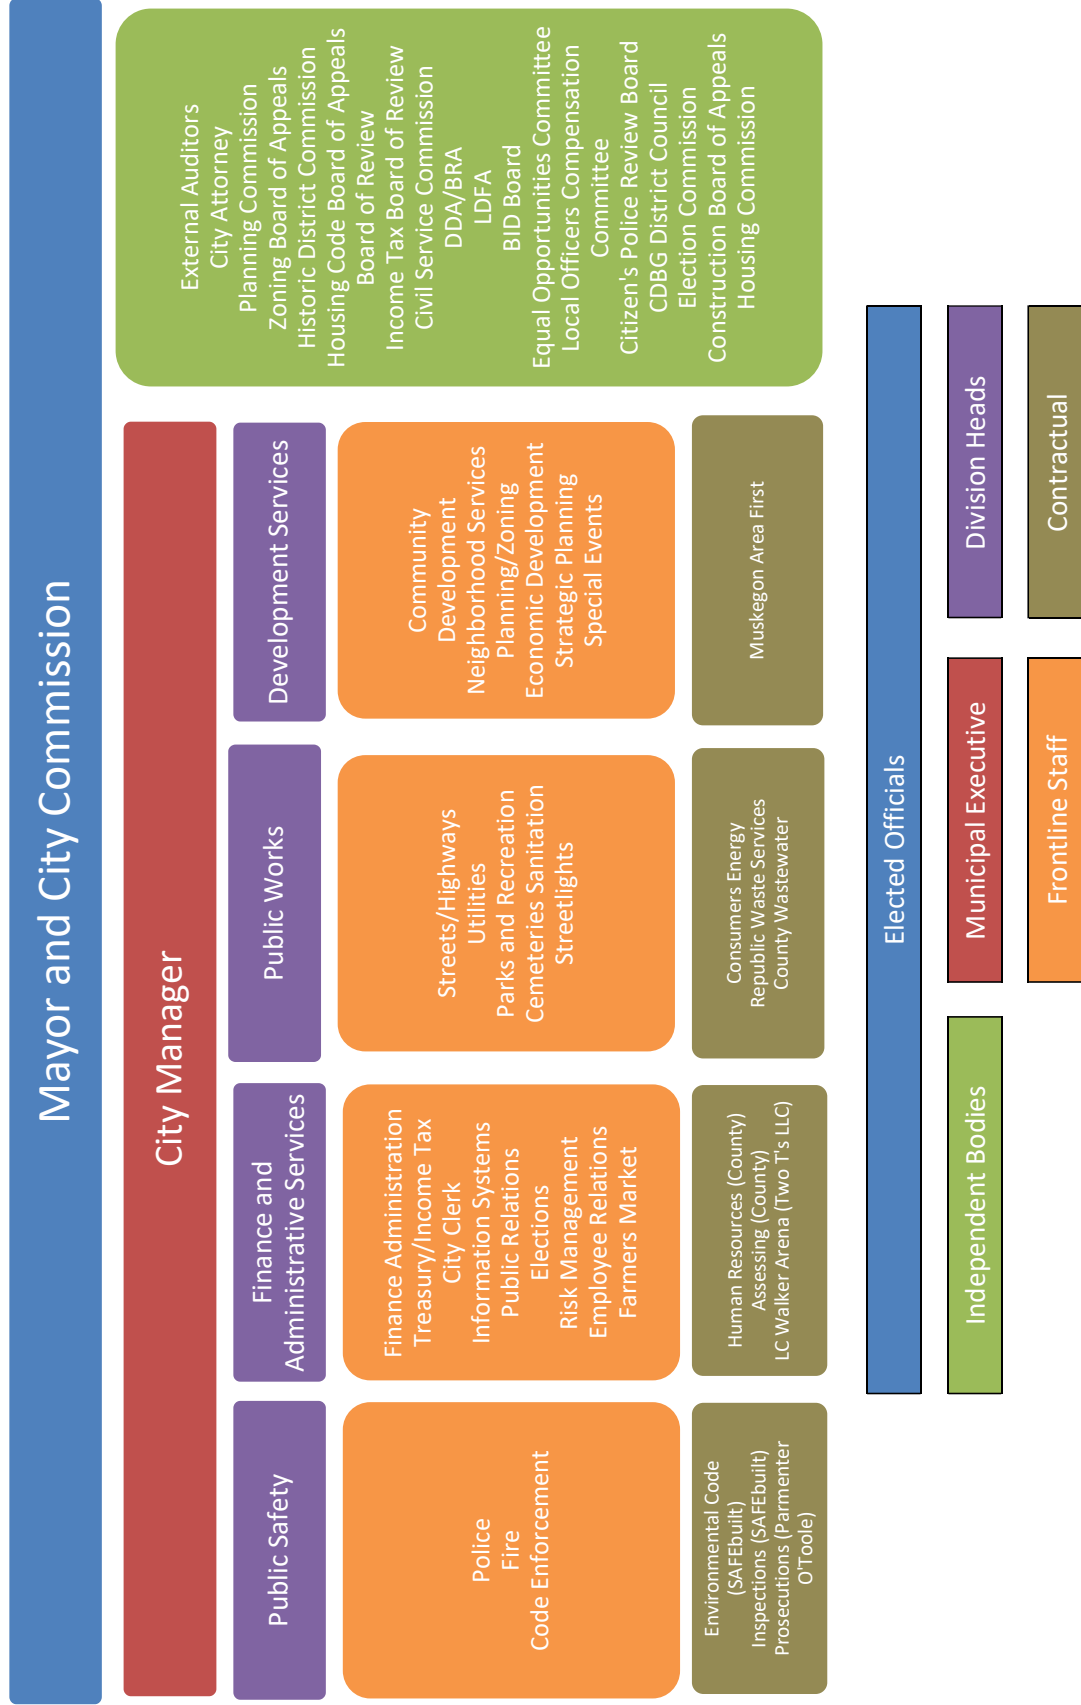 Mayor and City Commission
City Manager
Public Safety
Finance and
Administrative Services
Public Works
Development Services
Police
Fire
Code Enforcement
Finance Administration
Treasury/Income Tax
City Clerk
Information Systems
Public Relations
Elections
Risk Management
Employee Relations
Farmers Market
Streets/Highways
Utilities
Parks and Recreation
Cemeteries Sanitation
Streetlights
Community
Development
Neighborhood Services
Planning/Zoning
Economic Development
Strategic Planning
Special Events
Environmental Code
(SAFEbuilt)
Inspections (SAFEbuilt)
Prosecutions (Parmenter
O'Toole)
Human Resources (County)
Assessing (County)
LC Walker Arena (Two T's LLC)
Consumers Energy
Republic Waste Services
County Wastewater
Muskegon Area First
External Auditors
City Attorney
Planning Commission
Zoning Board of Appeals
Historic District Commission
Housing Code Board of Appeals
Board of Review
Income Tax Board of Review
Civil Service Commission
DDA/BRA
LDFA
BID Board
Equal Opportunities Committee
Local Officers Compensation
Committee
Citizen's Police Review Board
CDBG District Council
Election Commission
Construction Board of Appeals
Housing Commission
Elected Officials
Independent Bodies
Municipal Executive
Division Heads
Frontline Staff
Contractual